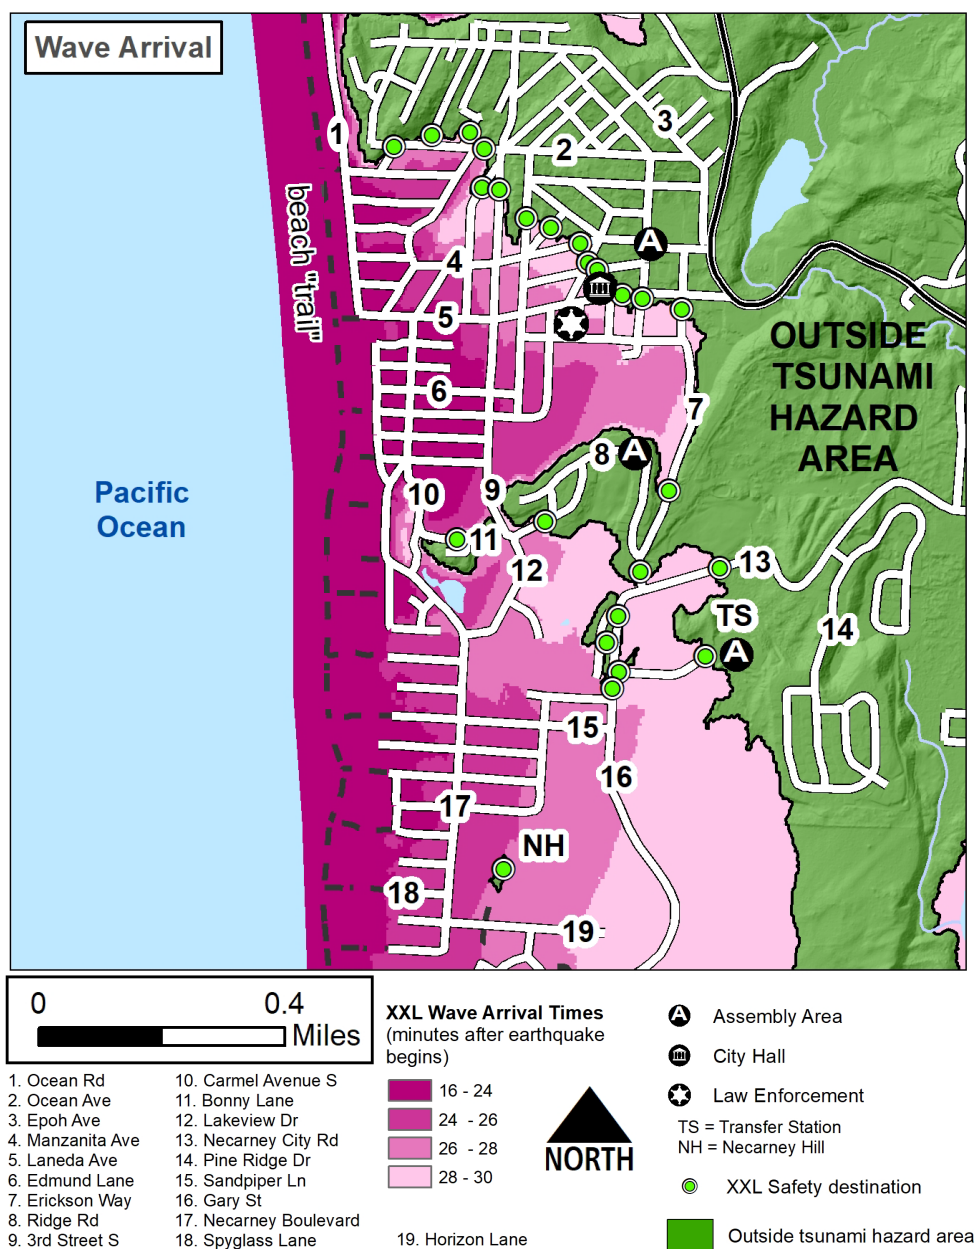 Wave Arrival
1
2
3
beach "trail"
A
4
5
OUTSIDE
TSUNAMI
HAZARD
AREA
6
7
8
A
Pacific
Ocean
10
9
11
12
13
TS
A
14
15
16
17
NH
18
19
0
0.4
Miles
XXL Wave Arrival Times
(minutes after earthquake
begins)
16 - 24
24 - 26
26 - 28
28 - 30
NORTH
A
Assembly Area
City Hall
Law Enforcement
TS = Transfer Station
NH = Necarney Hill
XXL Safety destination
Outside tsunami hazard area
1. Ocean Rd
2. Ocean Ave
3. Epoh Ave
4. Manzanita Ave
5. Laneda Ave
6. Edmund Lane
7. Erickson Way
8. Ridge Rd
9. 3rd Street S
10. Carmel Avenue S
11. Bonny Lane
12. Lakeview Dr
13. Necarney City Rd
14. Pine Ridge Dr
15. Sandpiper Ln
16. Gary St
17. Necarney Boulevard
18. Spyglass Lane
19. Horizon Lane